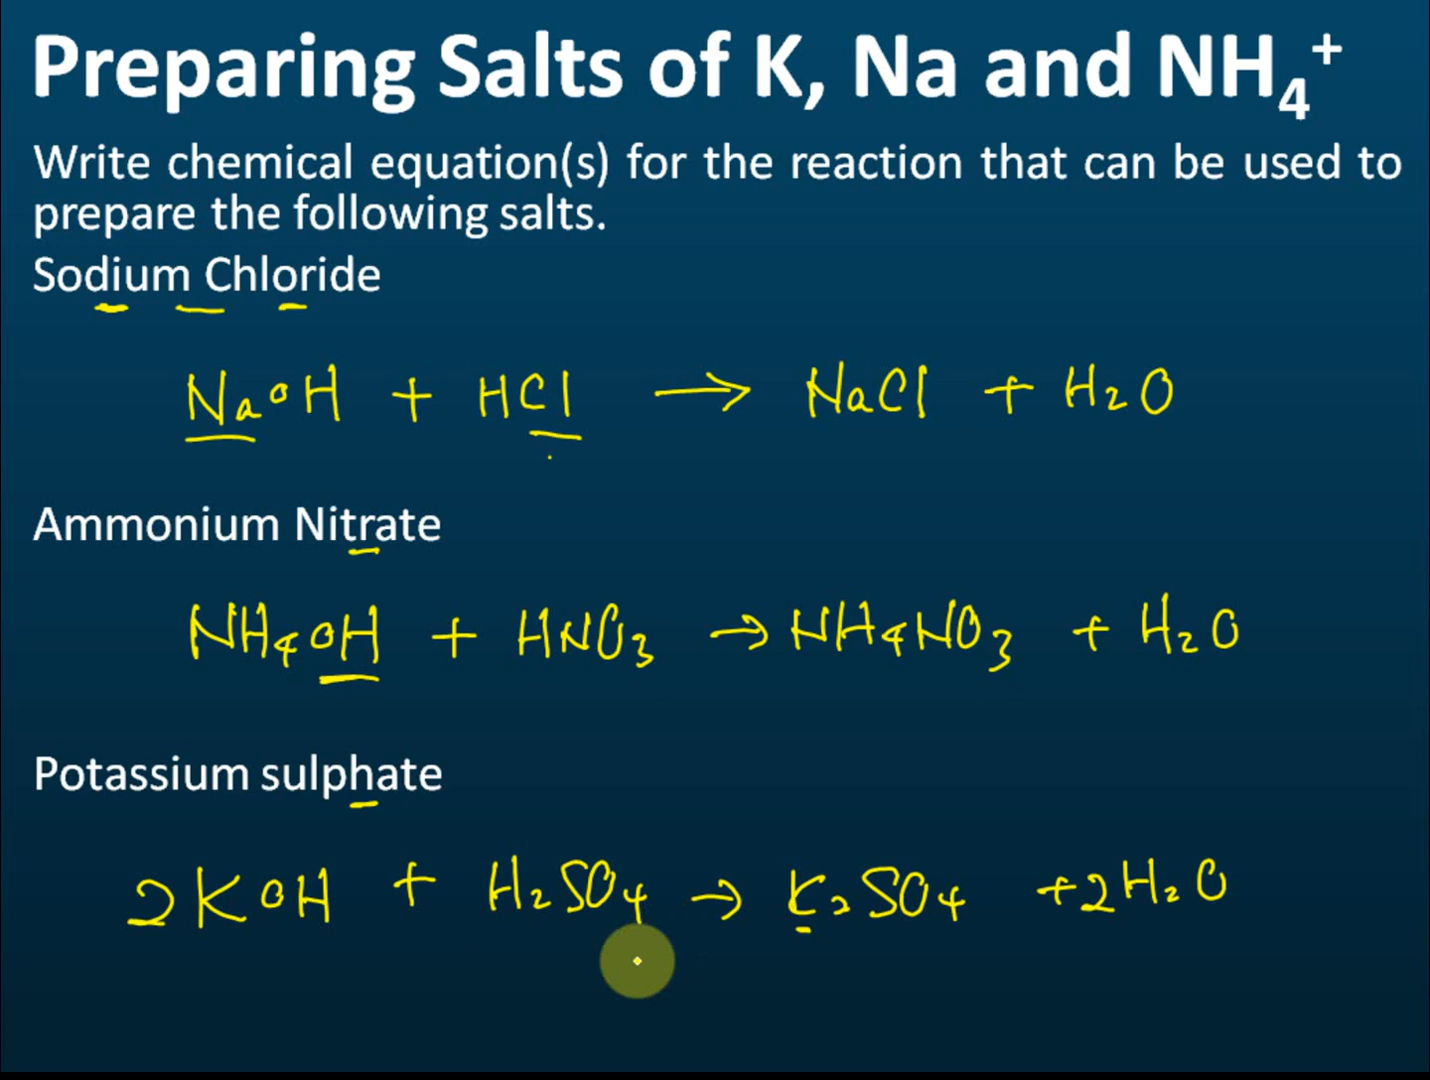 Preparing Salts of K, Na and NH₄⁺
Write chemical equation(s) for the reaction that can be used to
prepare the following salts.
Sodium Chloride
NaOH + HCl → NaCl + H₂O
Ammonium Nitrate
NH₄OH + HNO₃ → NH₄NO₃ + H₂O
Potassium sulphate
2KOH + H₂SO₄ → K₂SO₄ + 2H₂O